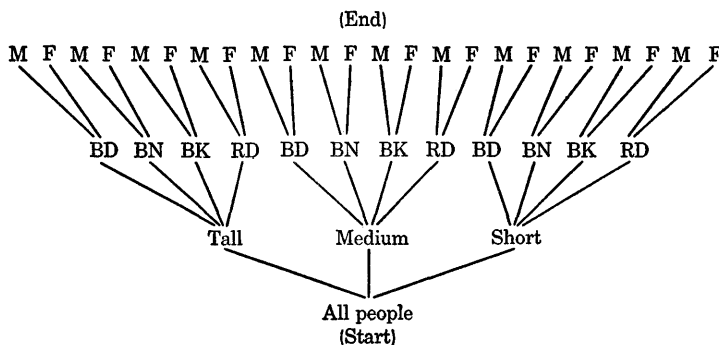 (End)
M F M F M F M F M F M F M F M F M F M F M F M F
BD BN BK RD BD BN BK RD BD BN BK RD
Tall Medium Short
All people
(Start)